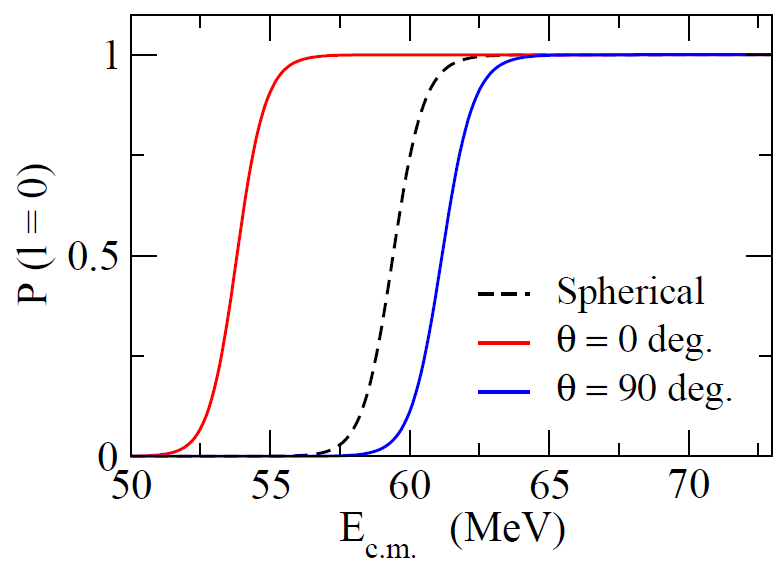 1
0.5
0
P (l = 0)
Spherical
θ = 0 deg.
θ = 90 deg.
50 55 60 65 70
E_c.m. (MeV)